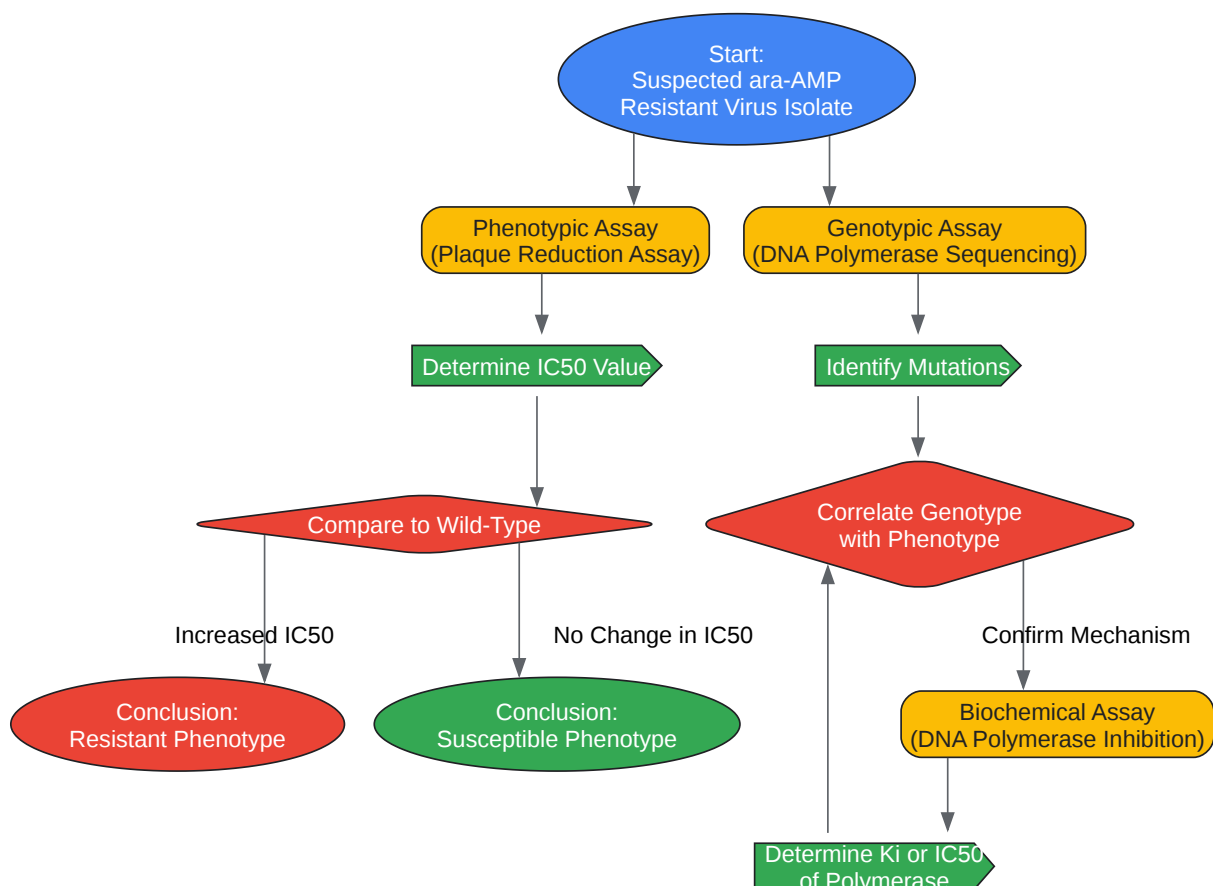 Start:
Suspected ara-AMP
Resistant Virus Isolate
Phenotypic Assay
(Plaque Reduction Assay)
Genotypic Assay
(DNA Polymerase Sequencing)
Determine IC50 Value
Identify Mutations
Compare to Wild-Type
Correlate Genotype
with Phenotype
Increased IC50
No Change in IC50
Confirm Mechanism
Conclusion:
Resistant Phenotype
Conclusion:
Susceptible Phenotype
Biochemical Assay
(DNA Polymerase Inhibition)
Determine Ki or IC50
of Polymerase